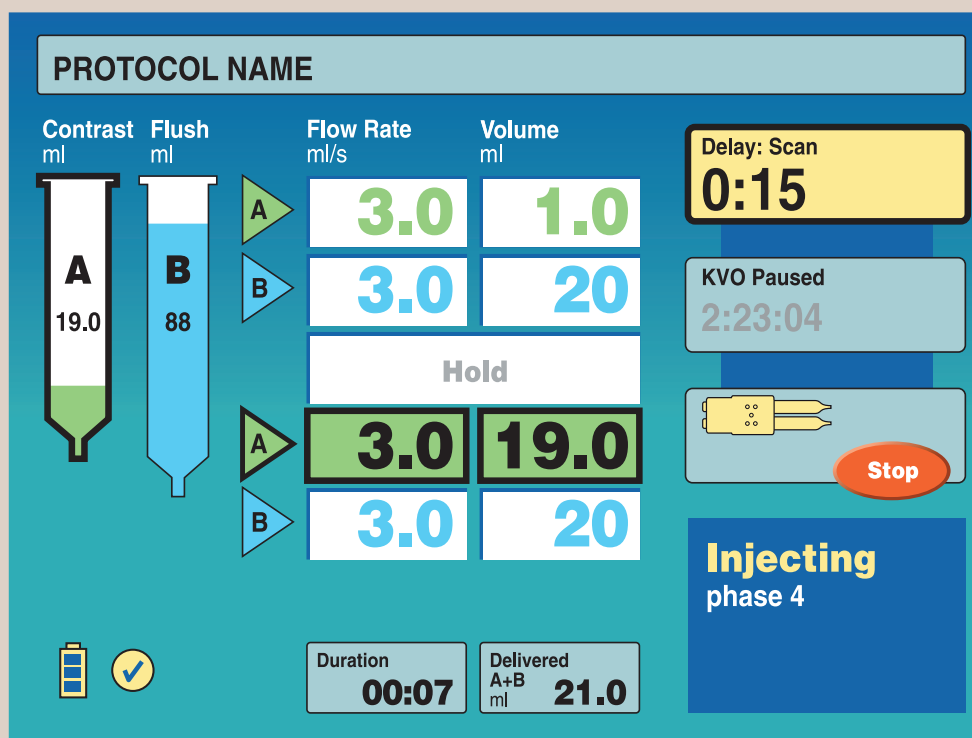 PROTOCOL NAME
Contrast Flush Flow Rate Volume
ml ml ml/s ml
Delay: Scan
0:15
A 3.0 1.0
A B
19.0 88
B 3.0 20
KVO Paused
2:23:04
Hold
A 3.0 19.0
Stop
B 3.0 20
Injecting
phase 4
Duration
00:07
Delivered
A+B
ml 21.0